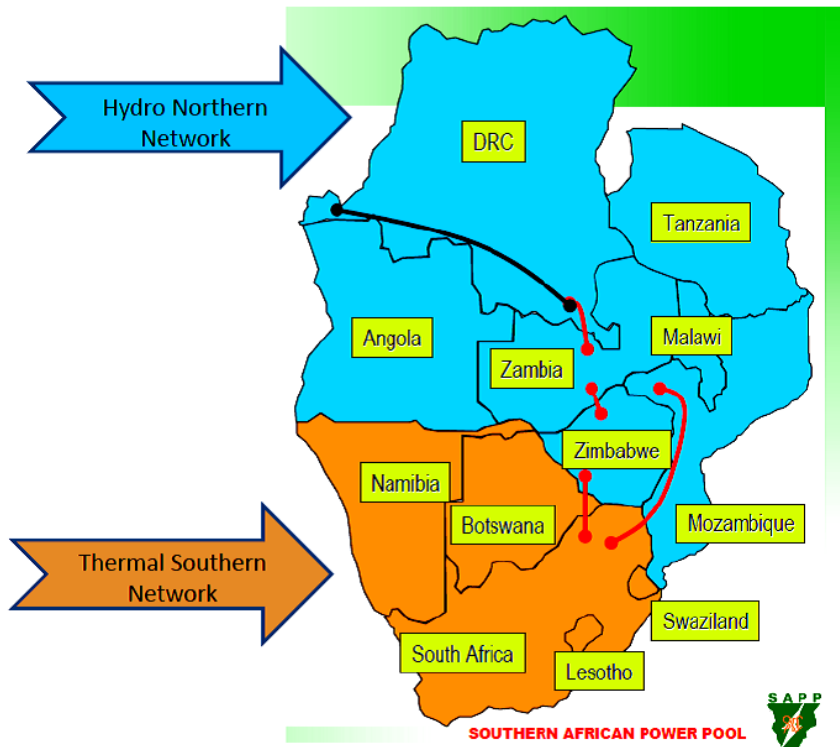 Hydro Northern
Network
DRC
Tanzania
Angola
Malawi
Zambia
Zimbabwe
Namibia
Botswana
Mozambique
Thermal Southern
Network
Swaziland
South Africa
Lesotho
SAPP
SOUTHERN AFRICAN POWER POOL